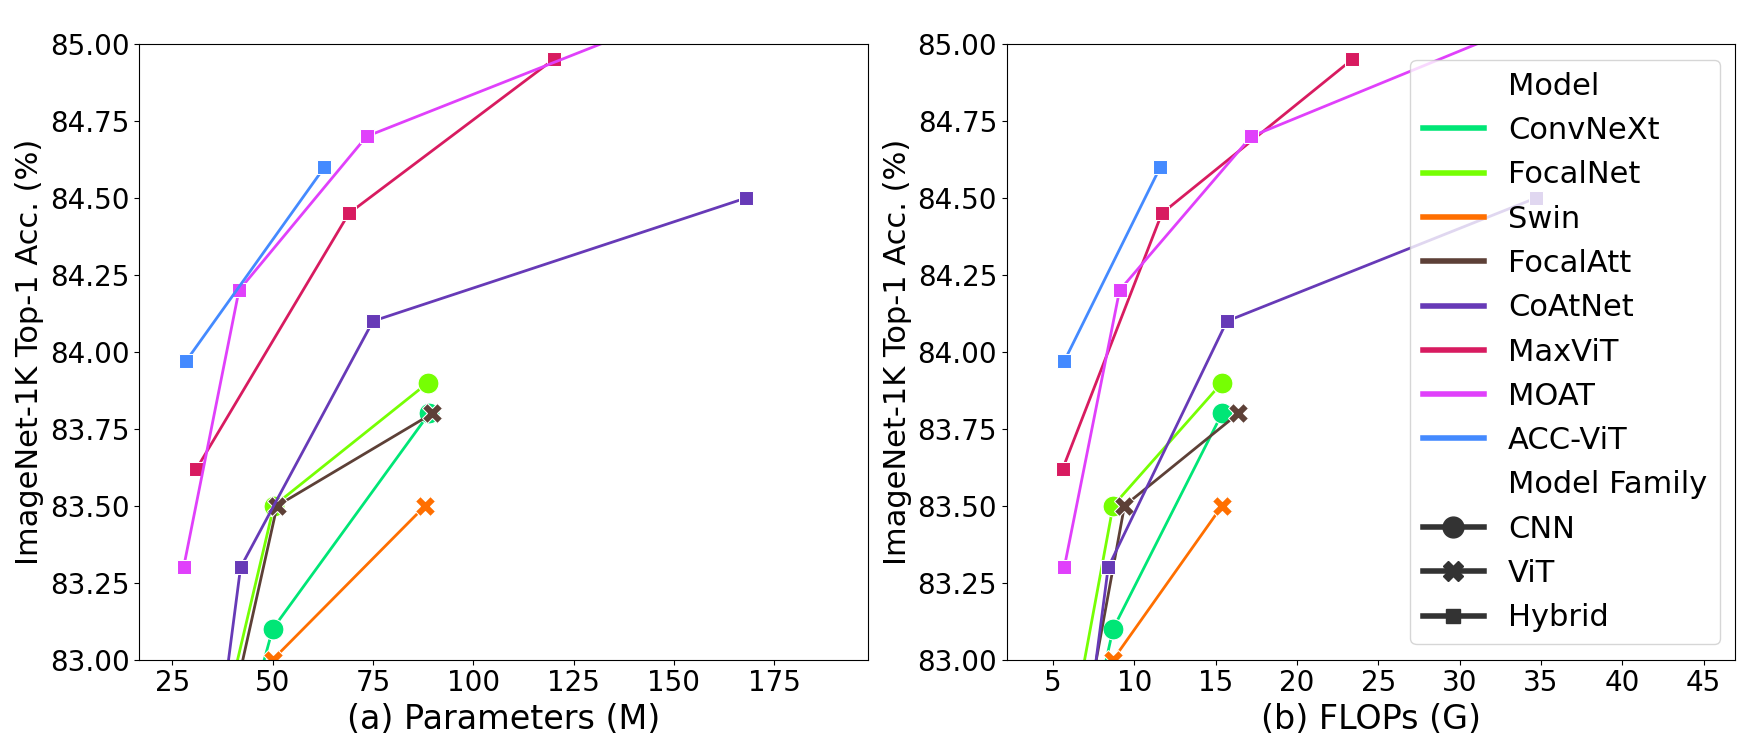 ImageNet-1K Top-1 Acc. (%)
85.00
84.75
84.50
84.25
84.00
83.75
83.50
83.25
83.00
25 50 75 100 125 150 175
(a) Parameters (M)
ImageNet-1K Top-1 Acc. (%)
85.00
84.75
84.50
84.25
84.00
83.75
83.50
83.25
83.00
5 10 15 20 25 30 35 40 45
(b) FLOPs (G)
Model
ConvNeXt
FocalNet
Swin
FocalAtt
CoAtNet
MaxViT
MOAT
ACC-ViT
Model Family
CNN
ViT
Hybrid